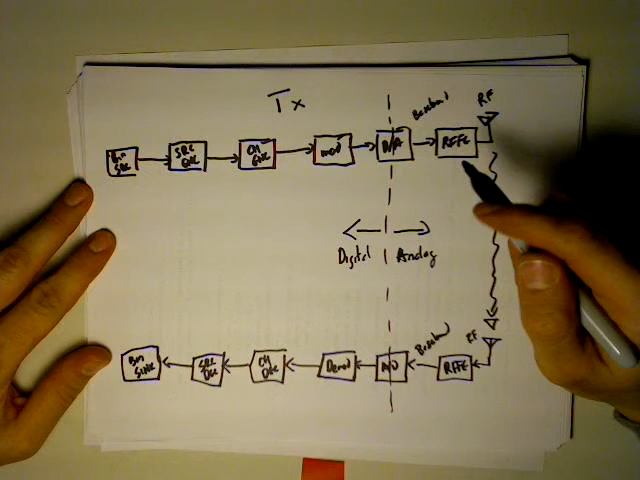 Tx
Baseband
RF
Bin
SRC
SRC
ENC
CH
ENC
mod
D/A
RFFE
Digital
Analog
RF
Baseband
Bin
SINK
SRC
DEC
CH
DEC
Demod
A/D
RFFE